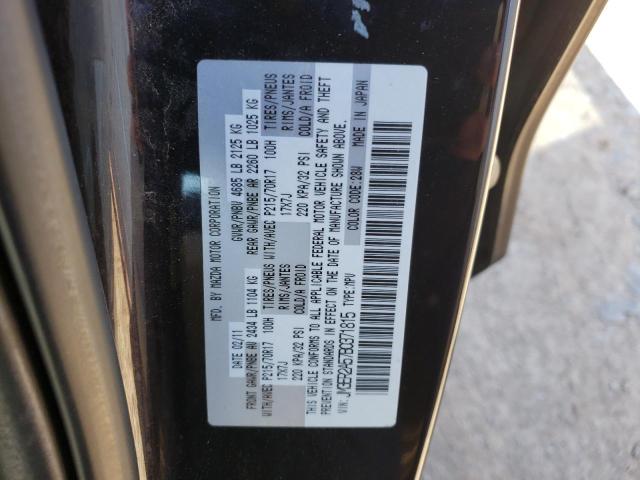 MFD. BY MAZDA MOTOR CORPORATION
DATE 02/11 GVWR/PNBV 4685 LB 2125 KG
FRONT GAWR/PNBE AV 2434 LB 1104 KG REAR GAWR/PNBE AR 2260 LB 1025 KG
WITH/AVEC P215/70R17 100H TIRES/PNEUS WITH/AVEC P215/70R17 100H TIRES/PNEUS
17X7J RIMS/JANTES 17X7J RIMS/JANTES
220 KPA/32 PSI COLD/A FROID 220 KPA/32 PSI COLD/A FROID
THIS VEHICLE CONFORMS TO ALL APPLICABLE FEDERAL MOTOR VEHICLE SAFETY AND THEFT
PREVENTION STANDARDS IN EFFECT ON THE DATE OF MANUFACTURE SHOWN ABOVE.
VIN: TYPE:MPV COLOR CODE:28W MADE IN JAPAN